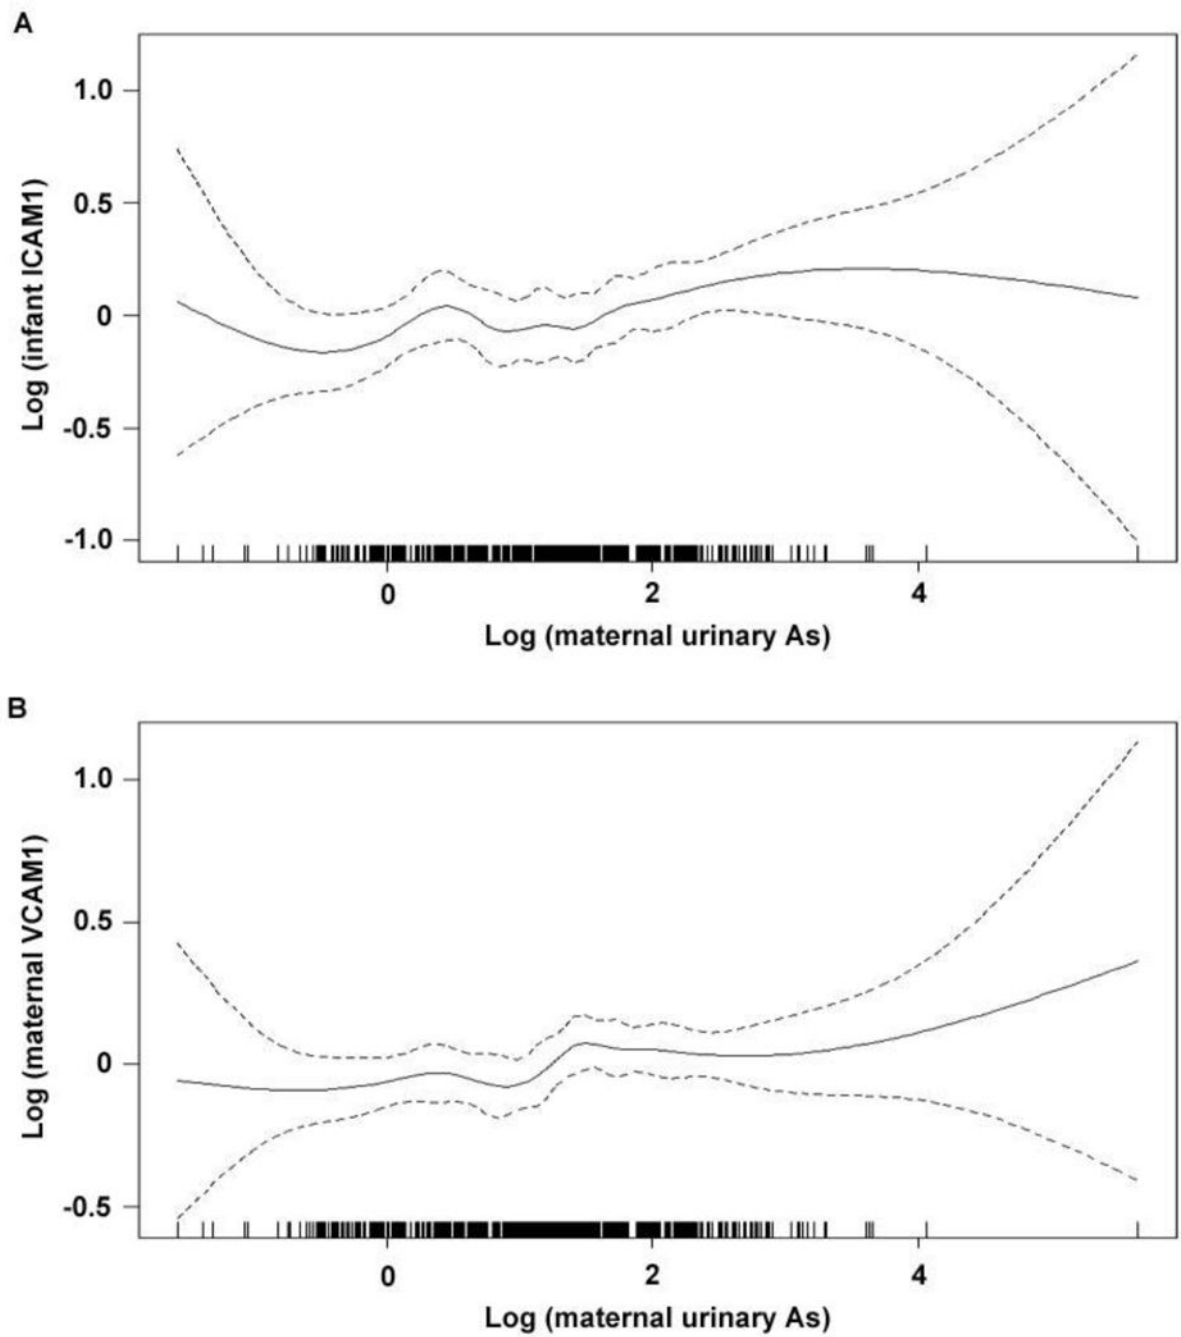 A
1.0
0.5
0
-0.5
-1.0
Log (infant ICAM1)
0 2 4
Log (maternal urinary As)
B
1.0
0.5
0
-0.5
Log (maternal VCAM1)
0 2 4
Log (maternal urinary As)